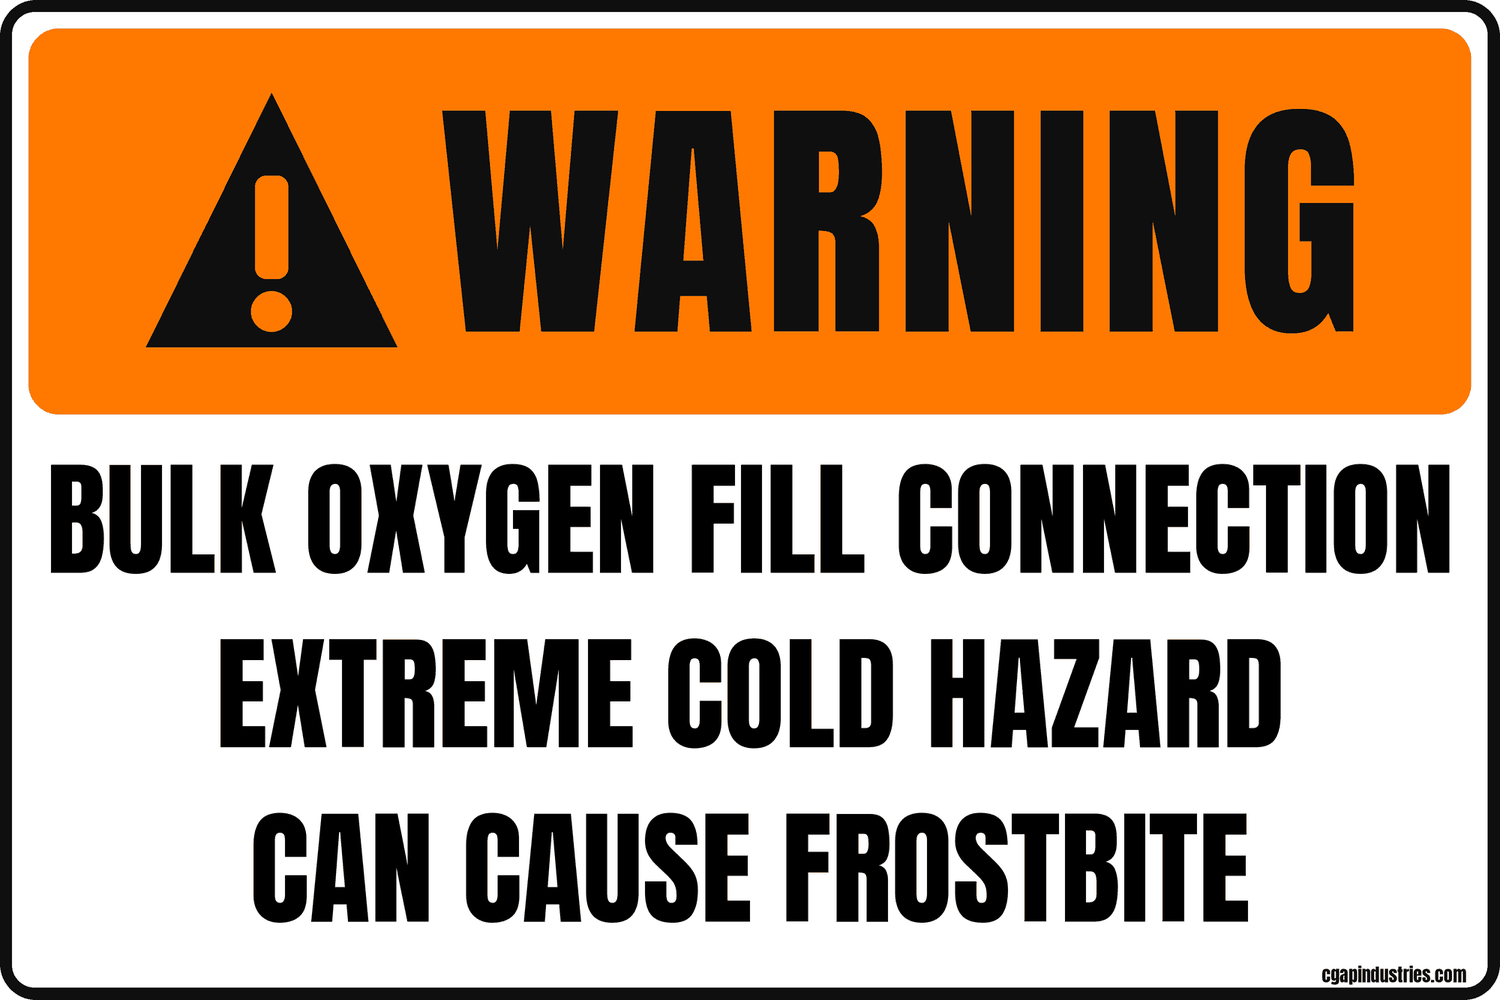 WARNING
BULK OXYGEN FILL CONNECTION
EXTREME COLD HAZARD
CAN CAUSE FROSTBITE
cgapindustries.com